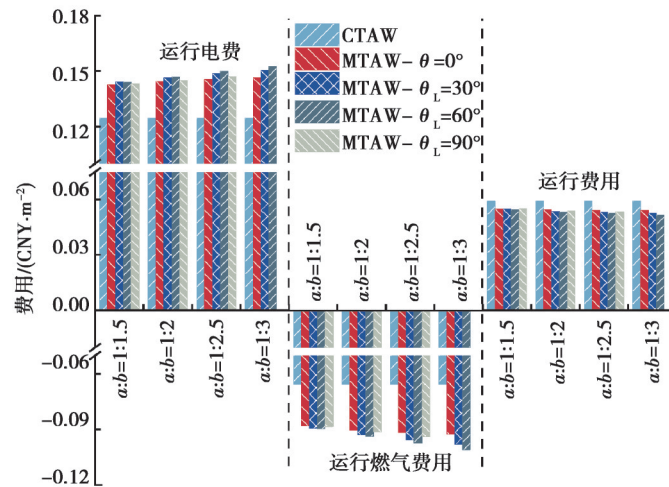 0.18
0.15
0.12
0.06
0.03
0.00
−0.06
−0.09
−0.12
费用/(CNY·m⁻²)
运行电费
CTAW
MTAW−θ=0°
MTAW−θL=30°
MTAW−θL=60°
MTAW−θL=90°
运行费用
a:b=1:1.5
a:b=1:2
a:b=1:2.5
a:b=1:3
a:b=1:1.5
a:b=1:2
a:b=1:2.5
a:b=1:3
a:b=1:1.5
a:b=1:2
a:b=1:2.5
a:b=1:3
运行燃气费用